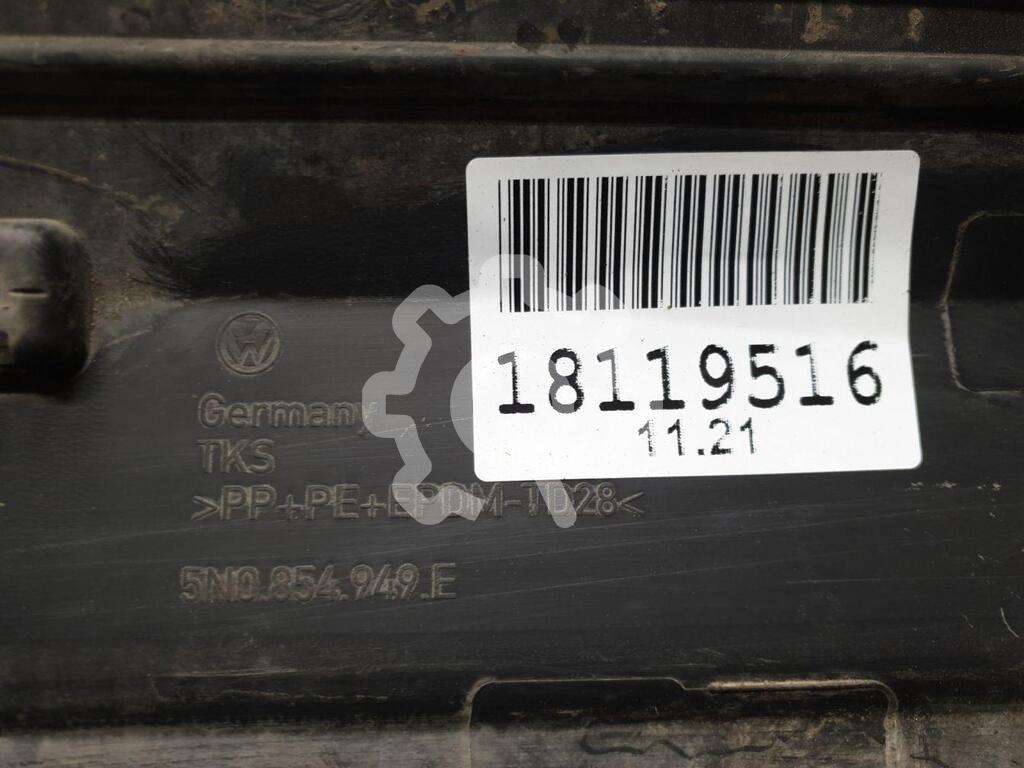 18119516
11.21
Germany
TKS
>PP+PE+EPDM-TD28<
5N0.854.949.E